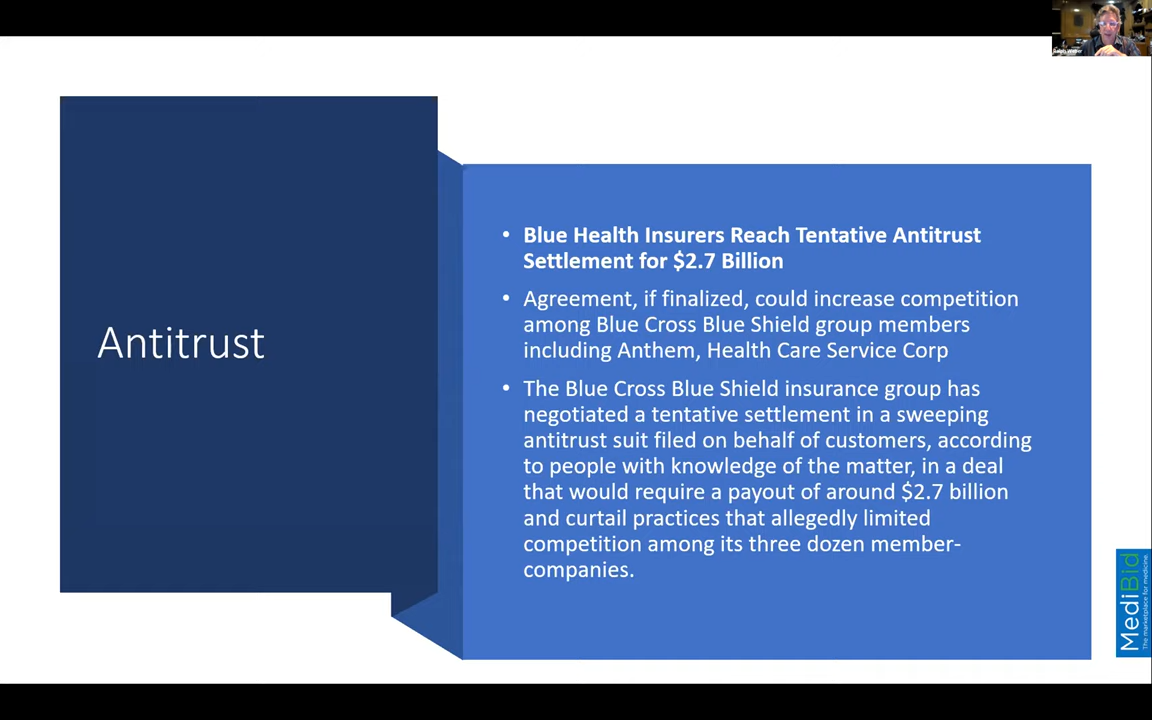 Antitrust
• Blue Health Insurers Reach Tentative Antitrust
Settlement for $2.7 Billion
• Agreement, if finalized, could increase competition
among Blue Cross Blue Shield group members
including Anthem, Health Care Service Corp
• The Blue Cross Blue Shield insurance group has
negotiated a tentative settlement in a sweeping
antitrust suit filed on behalf of customers, according
to people with knowledge of the matter, in a deal
that would require a payout of around $2.7 billion
and curtail practices that allegedly limited
competition among its three dozen member-
companies.
MediBid
The marketplace for medicine.